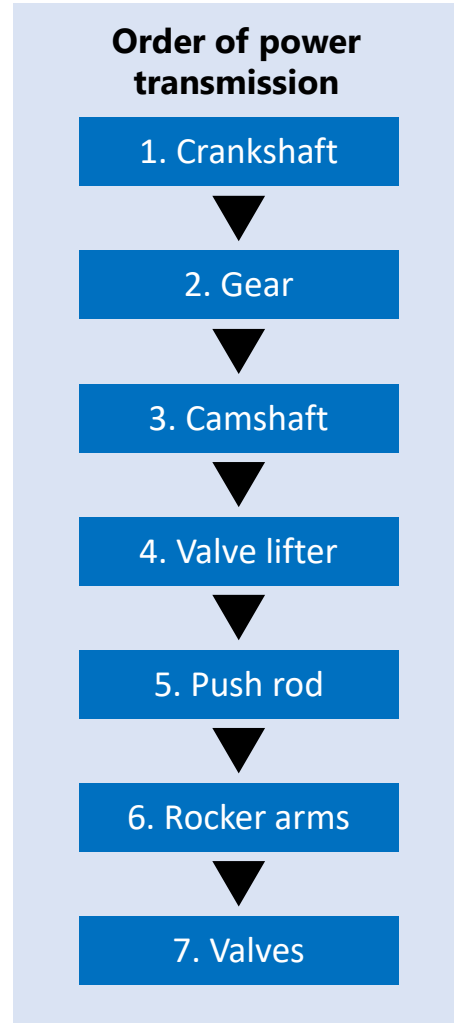 Order of power
transmission
1. Crankshaft
2. Gear
3. Camshaft
4. Valve lifter
5. Push rod
6. Rocker arms
7. Valves